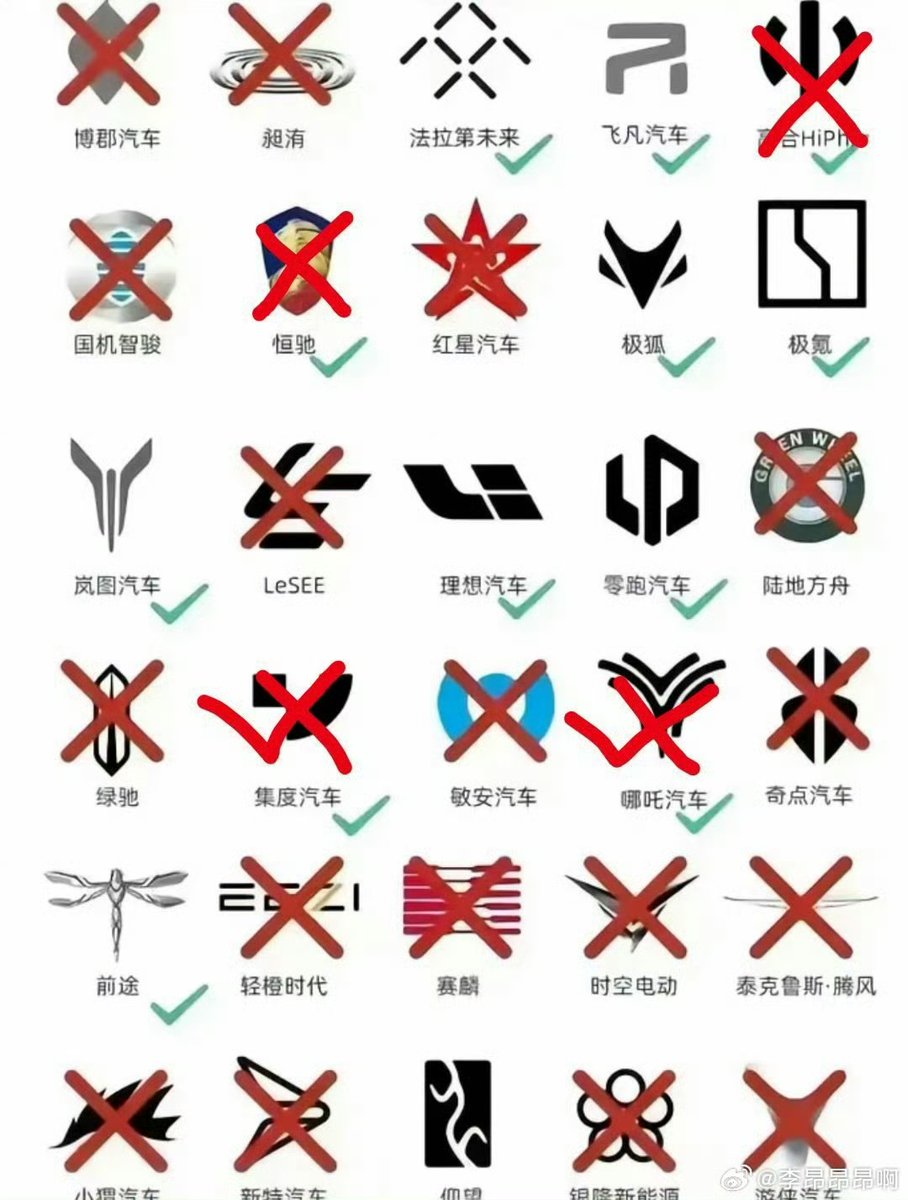 博郡汽车
昶洧
法拉第未来
飞凡汽车
高合HiPhi
国机智骏
恒驰
红星汽车
极狐
极氪
GREEN WHEEL
岚图汽车
LeSEE
理想汽车
零跑汽车
陆地方舟
绿驰
集度汽车
敏安汽车
哪吒汽车
奇点汽车
前途
轻橙时代
赛麟
时空电动
泰克鲁斯·腾风
小狸汽车
新特汽车
仰望
银隆新能源
游侠汽车
@李昂昂昂啊